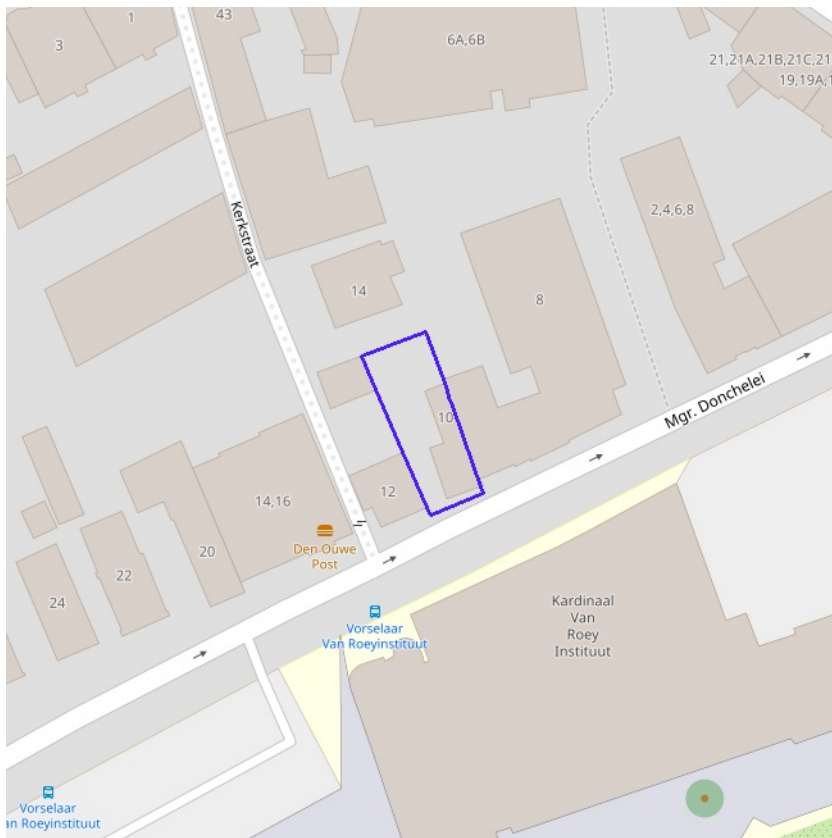 43
1
3
6A,6B
21,21A,21B,21C,21
19,19A,1
2,4,6,8
Kerkstraat
14
8
10
Mgr. Donchelei
12
14,16
Den Ouwe
Post
20
22
24
Kardinaal
Van
Roey
Instituut
Vorselaar
Van Roeyinstituut
Vorselaar
an Roeyinstituut